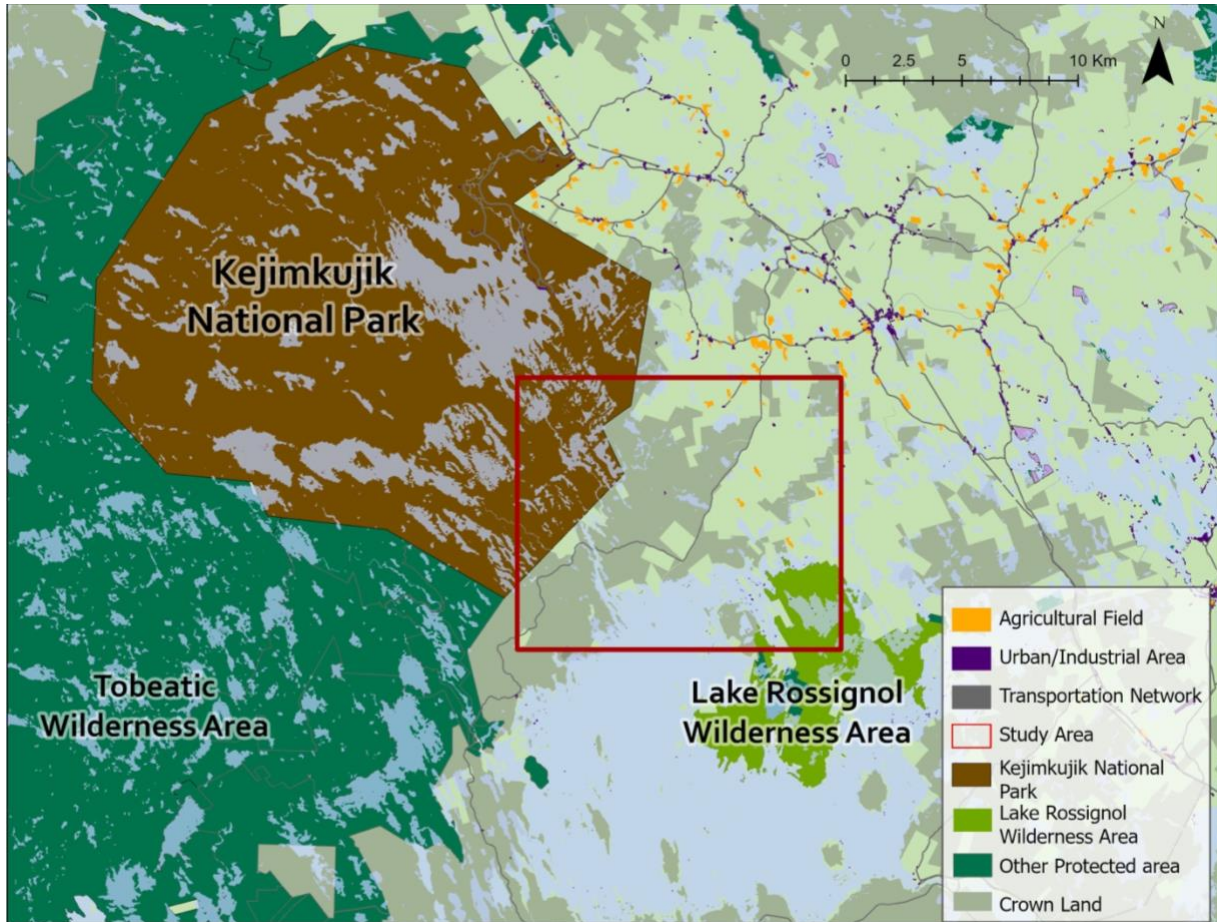 N
0 2.5 5 10 Km
Kejimkujik
National Park
Tobeatic
Wilderness Area
Lake Rossignol
Wilderness Area
Agricultural Field
Urban/Industrial Area
Transportation Network
Study Area
Kejimkujik National
Park
Lake Rossignol
Wilderness Area
Other Protected area
Crown Land